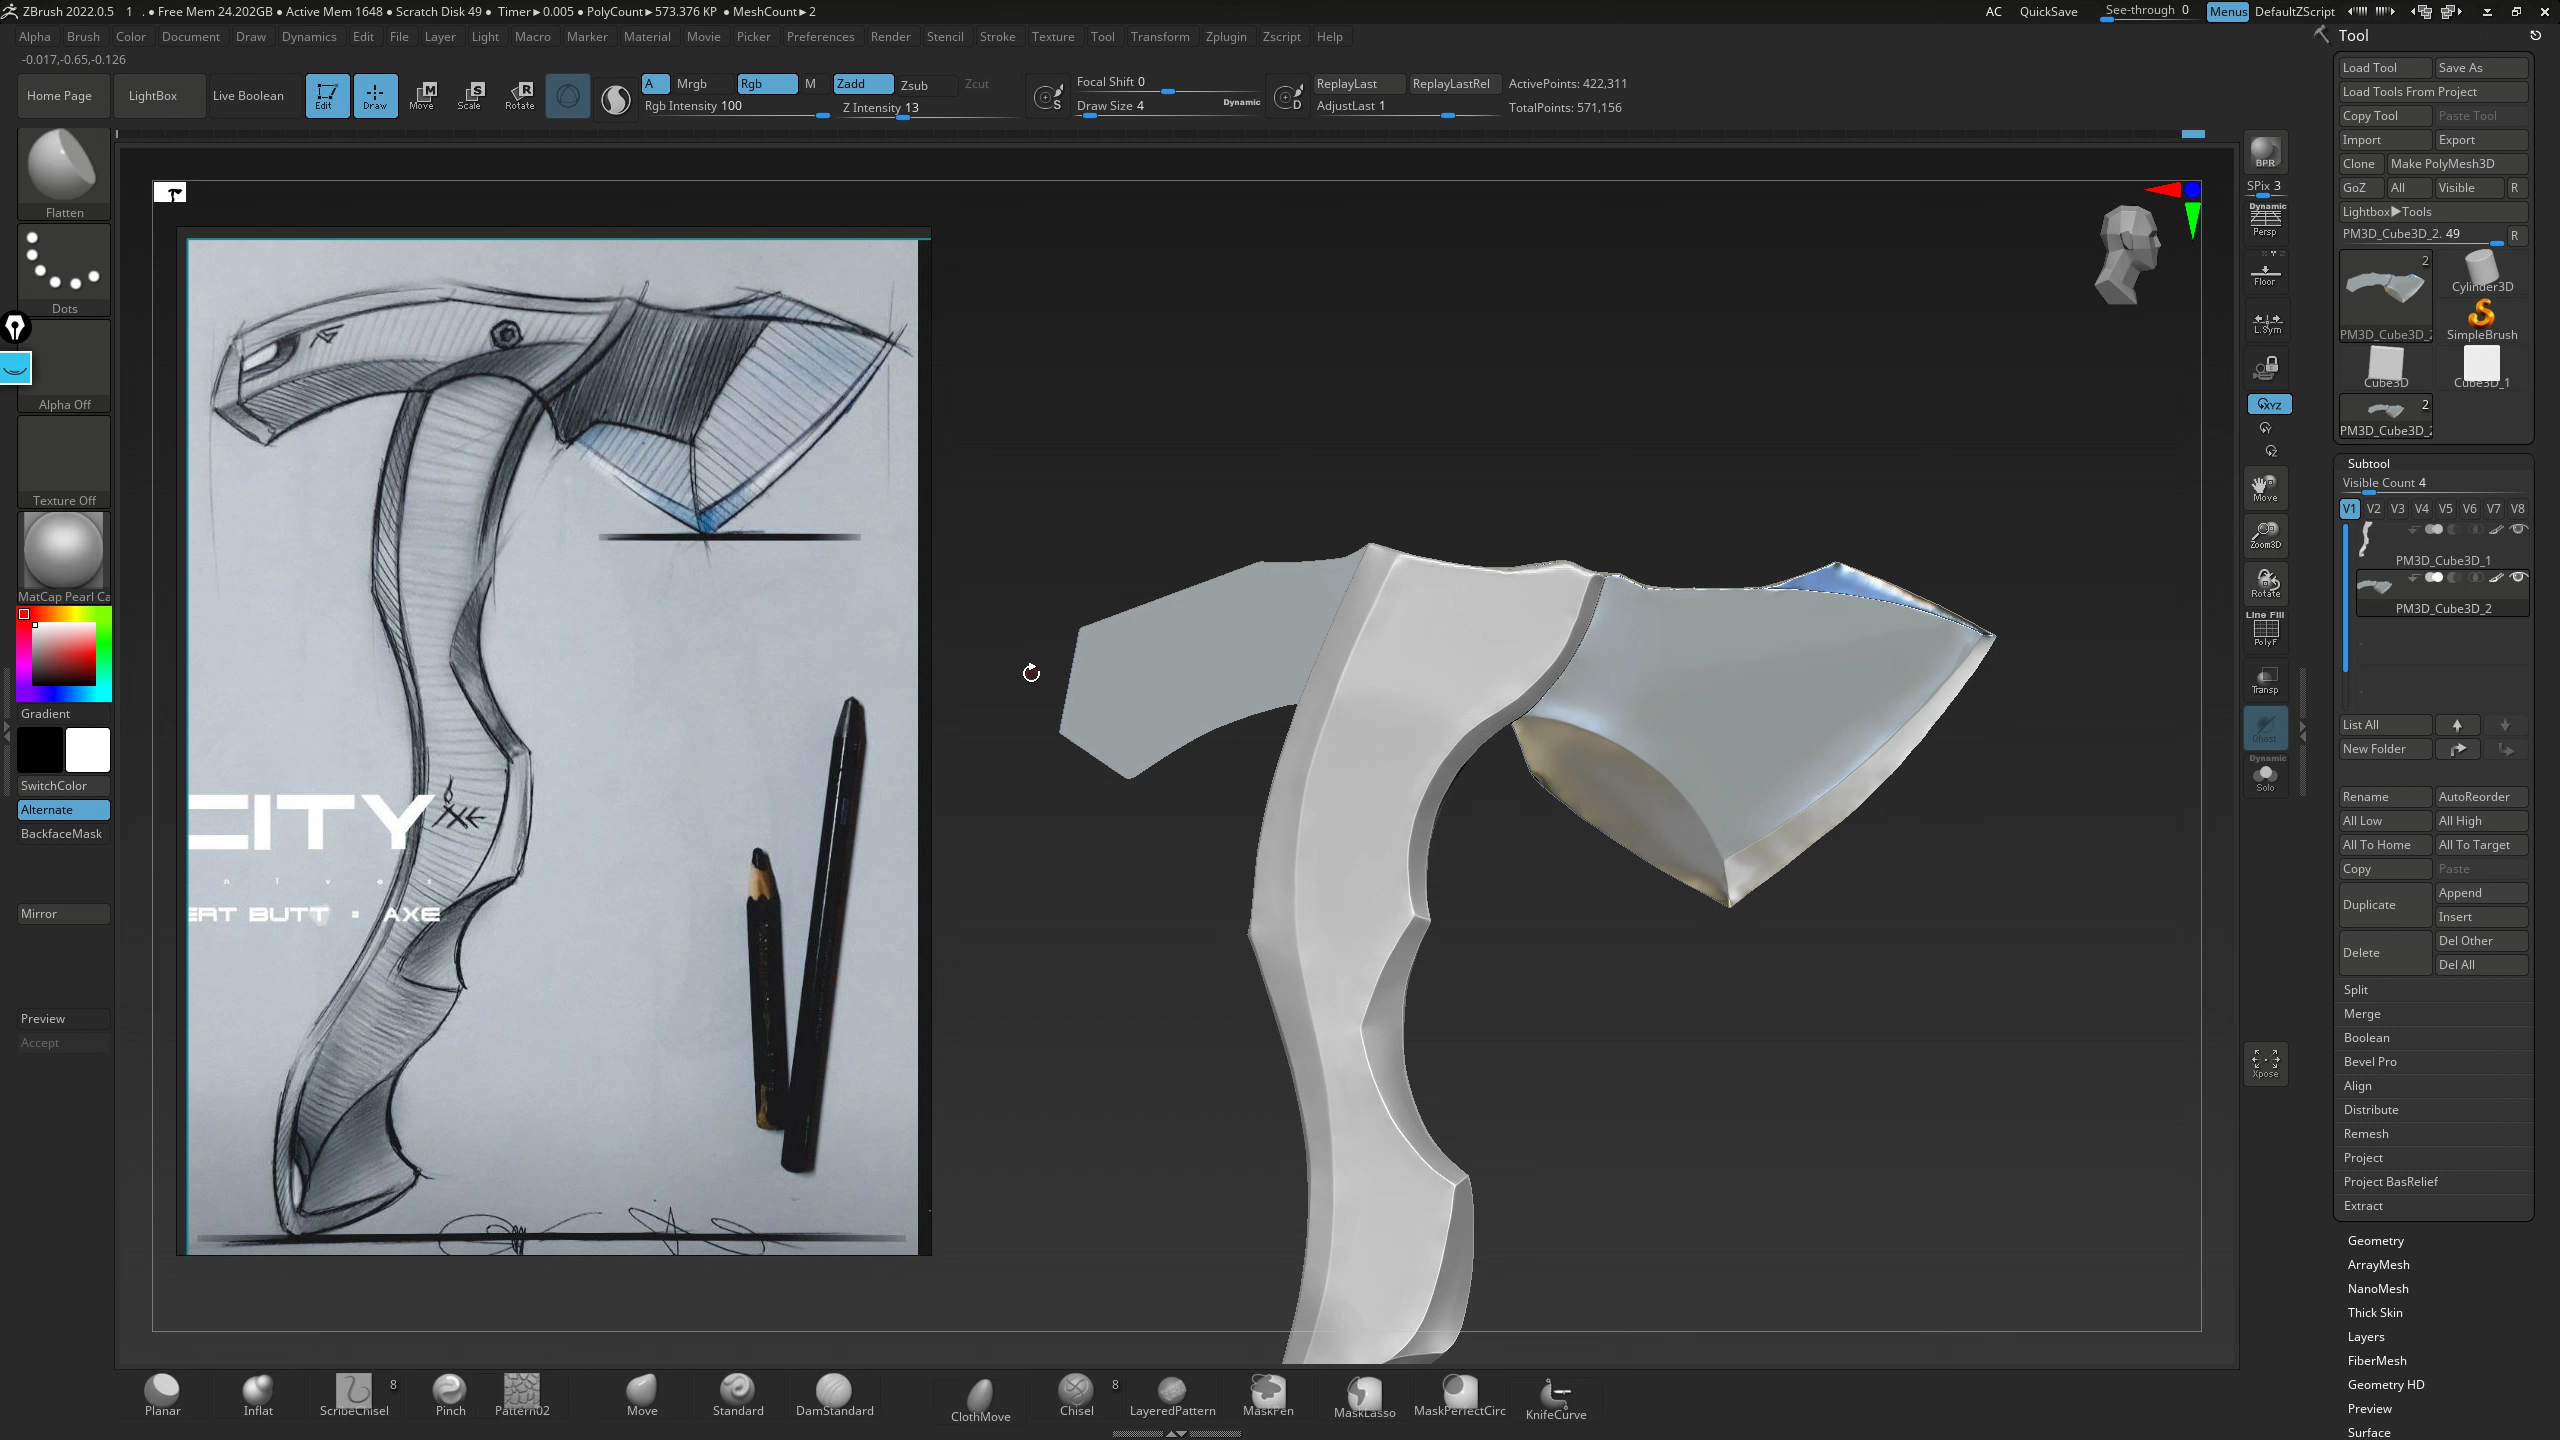 ZBrush 2022.0.5 1 . • Free Mem 24.202GB • Active Mem 1648 • Scratch Disk 49 • Timer►0.005 • PolyCount►573.376 KP • MeshCount►2
AC QuickSave See-through 0 Menus DefaultZScript
Alpha Brush Color Document Draw Dynamics Edit File Layer Light Macro Marker Material Movie Picker Preferences Render Stencil Stroke Texture Tool Transform Zplugin Zscript Help
Tool
-0.017,-0.65,-0.126
Home Page LightBox Live Boolean Edit Draw Move Scale Rotate
A Mrgb Rgb M Zadd Zsub Zcut
Rgb Intensity 100 Z Intensity 13
Focal Shift 0
Draw Size 4 Dynamic
ReplayLast ReplayLastRel
AdjustLast 1
ActivePoints: 422,311
TotalPoints: 571,156
Flatten
Dots
Alpha Off
Texture Off
MatCap Pearl Ca
Gradient
SwitchColor
Alternate
BackfaceMask
Mirror
Preview
Accept
CITY
n i v e s
ERT BUTT : AXE
BPR
SPix 3
Dynamic
Persp
Floor
L.Sym
XYZ
Move
Zoom3D
Rotate
Line Fill
PolyF
Transp
Ghost
Dynamic
Solo
Xpose
Load Tool Save As
Load Tools From Project
Copy Tool Paste Tool
Import Export
Clone Make PolyMesh3D
GoZ All Visible R
Lightbox►Tools
PM3D_Cube3D_2. 49 R
2
Cylinder3D
PM3D_Cube3D_2 SimpleBrush
Cube3D Cube3D_1
2
PM3D_Cube3D_2
Subtool
Visible Count 4
V1 V2 V3 V4 V5 V6 V7 V8
PM3D_Cube3D_1
PM3D_Cube3D_2
List All
New Folder
Rename AutoReorder
All Low All High
All To Home All To Target
Copy Paste
Duplicate Append
Insert
Delete Del Other
Del All
Split
Merge
Boolean
Bevel Pro
Align
Distribute
Remesh
Project
Project BasRelief
Extract
Geometry
ArrayMesh
NanoMesh
Thick Skin
Layers
FiberMesh
Geometry HD
Preview
Surface
Planar Inflat ScribeChisel 8 Pinch Pattern02 Move Standard DamStandard ClothMove Chisel 8 LayeredPattern MaskPen MaskLasso MaskPerfectCirc KnifeCurve